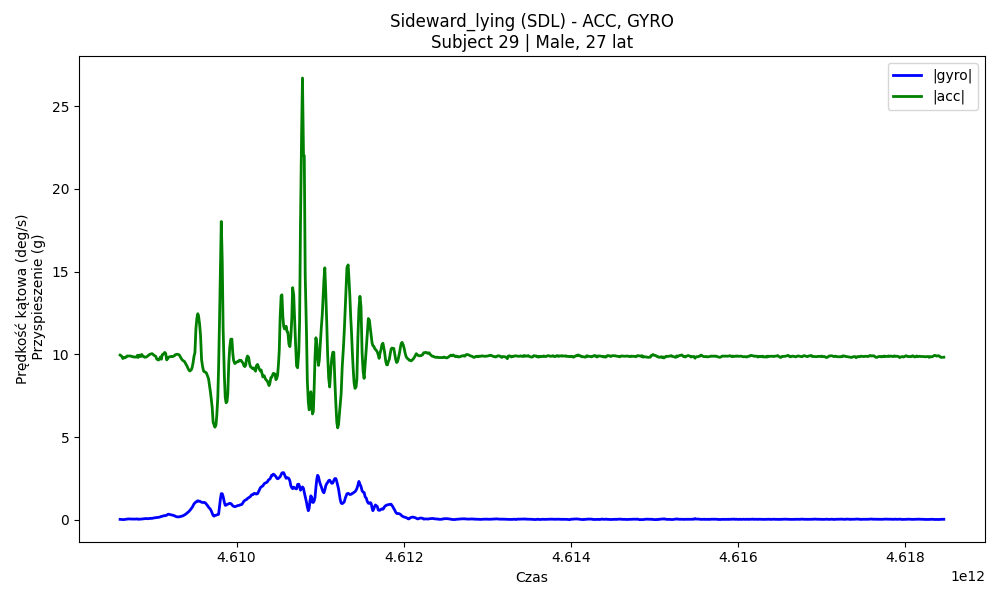 Sideward_lying (SDL) - ACC, GYRO
Subject 29 | Male, 27 lat
|gyro|
|acc|
Prędkość kątowa (deg/s)
Przyspieszenie (g)
25
20
15
10
5
0
4.610
4.612
4.614
4.616
4.618
1e12
Czas